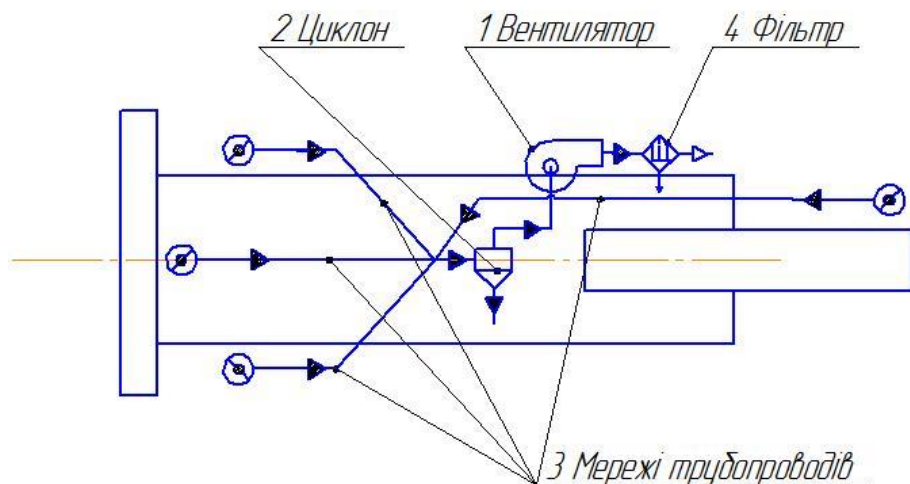 2 Циклон
1 Вентилятор
4 Фільтр
3 Мережі трубопроводів